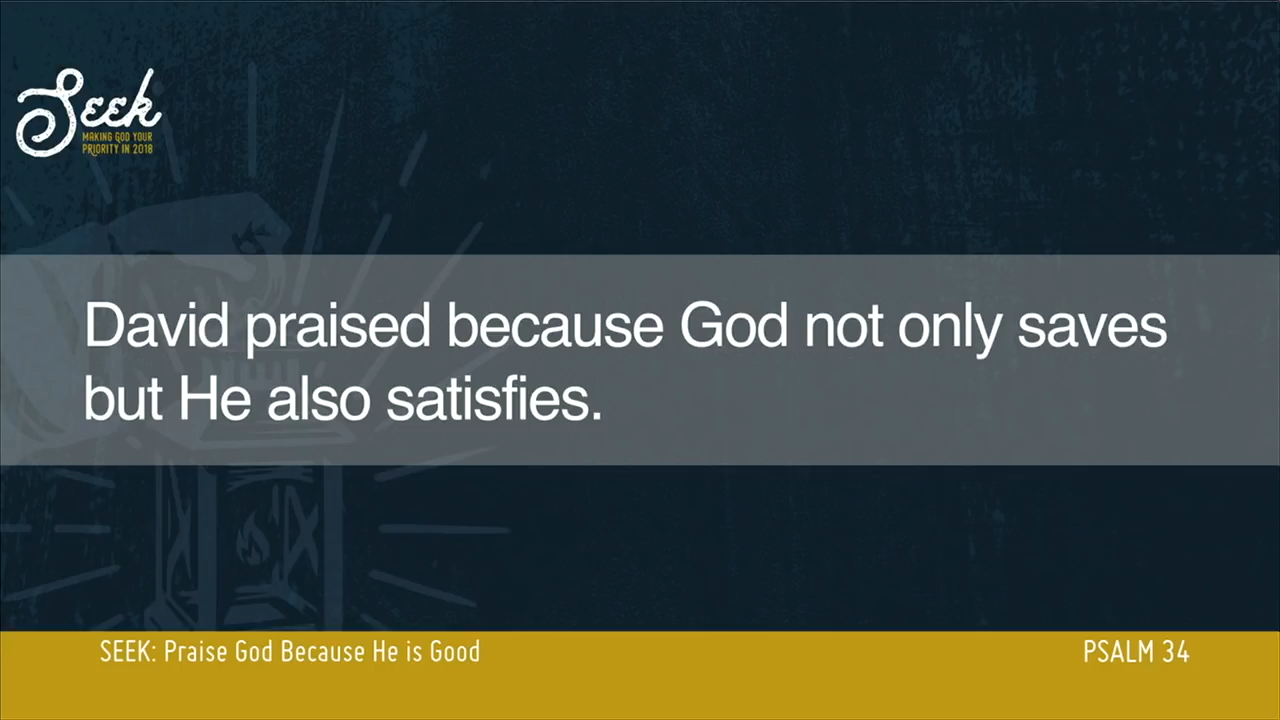 Seek
MAKING GOD YOUR
PRIORITY IN 2018
David praised because God not only saves
but He also satisfies.
SEEK: Praise God Because He is Good
PSALM 34